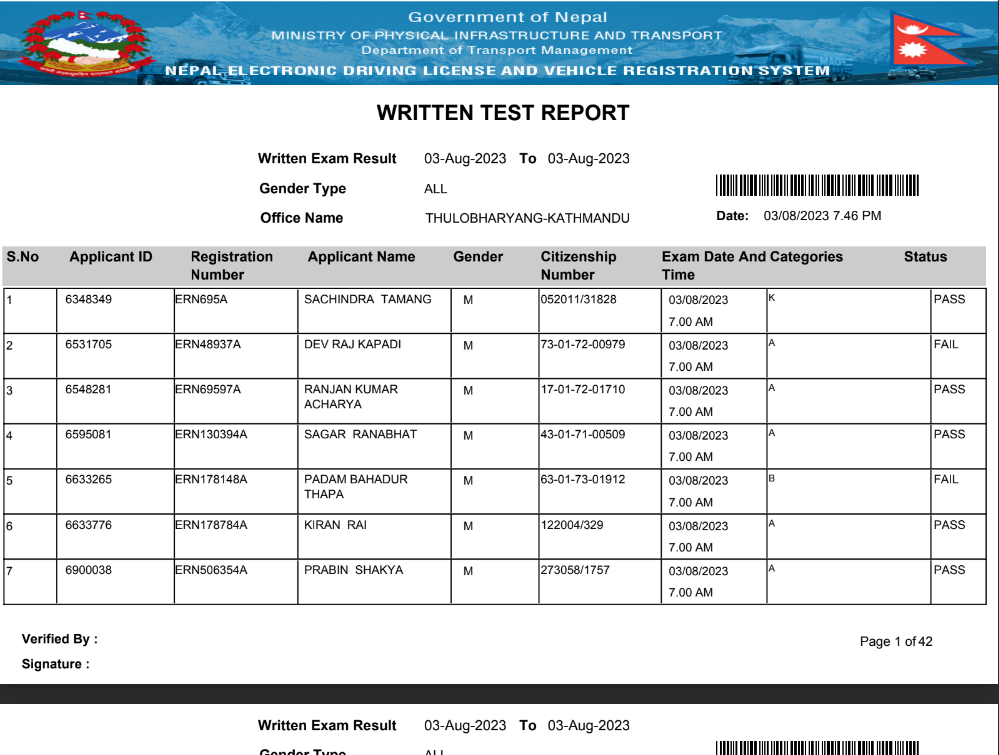 Government of Nepal
MINISTRY OF PHYSICAL INFRASTRUCTURE AND TRANSPORT
Department of Transport Management
NEPAL ELECTRONIC DRIVING LICENSE AND VEHICLE REGISTRATION SYSTEM
WRITTEN TEST REPORT
Written Exam Result 03-Aug-2023 To 03-Aug-2023
Gender Type ALL
Office Name THULOBHARYANG-KATHMANDU
Date: 03/08/2023 7.46 PM
S.No Applicant ID Registration Applicant Name Gender Citizenship Exam Date And Categories Status
Number Number Time
1 6348349 ERN695A SACHINDRA TAMANG M 052011/31828 03/08/2023 K PASS
7.00 AM
2 6531705 ERN48937A DEV RAJ KAPADI M 73-01-72-00979 03/08/2023 A FAIL
7.00 AM
3 6548281 ERN69597A RANJAN KUMAR M 17-01-72-01710 03/08/2023 A PASS
ACHARYA 7.00 AM
4 6595081 ERN130394A SAGAR RANABHAT M 43-01-71-00509 03/08/2023 A PASS
7.00 AM
5 6633265 ERN178148A PADAM BAHADUR M 63-01-73-01912 03/08/2023 B FAIL
THAPA 7.00 AM
6 6633776 ERN178784A KIRAN RAI M 122004/329 03/08/2023 A PASS
7.00 AM
7 6900038 ERN506354A PRABIN SHAKYA M 273058/1757 03/08/2023 A PASS
7.00 AM
Verified By :
Page 1 of 42
Signature :
Written Exam Result 03-Aug-2023 To 03-Aug-2023
Gender Type ALL